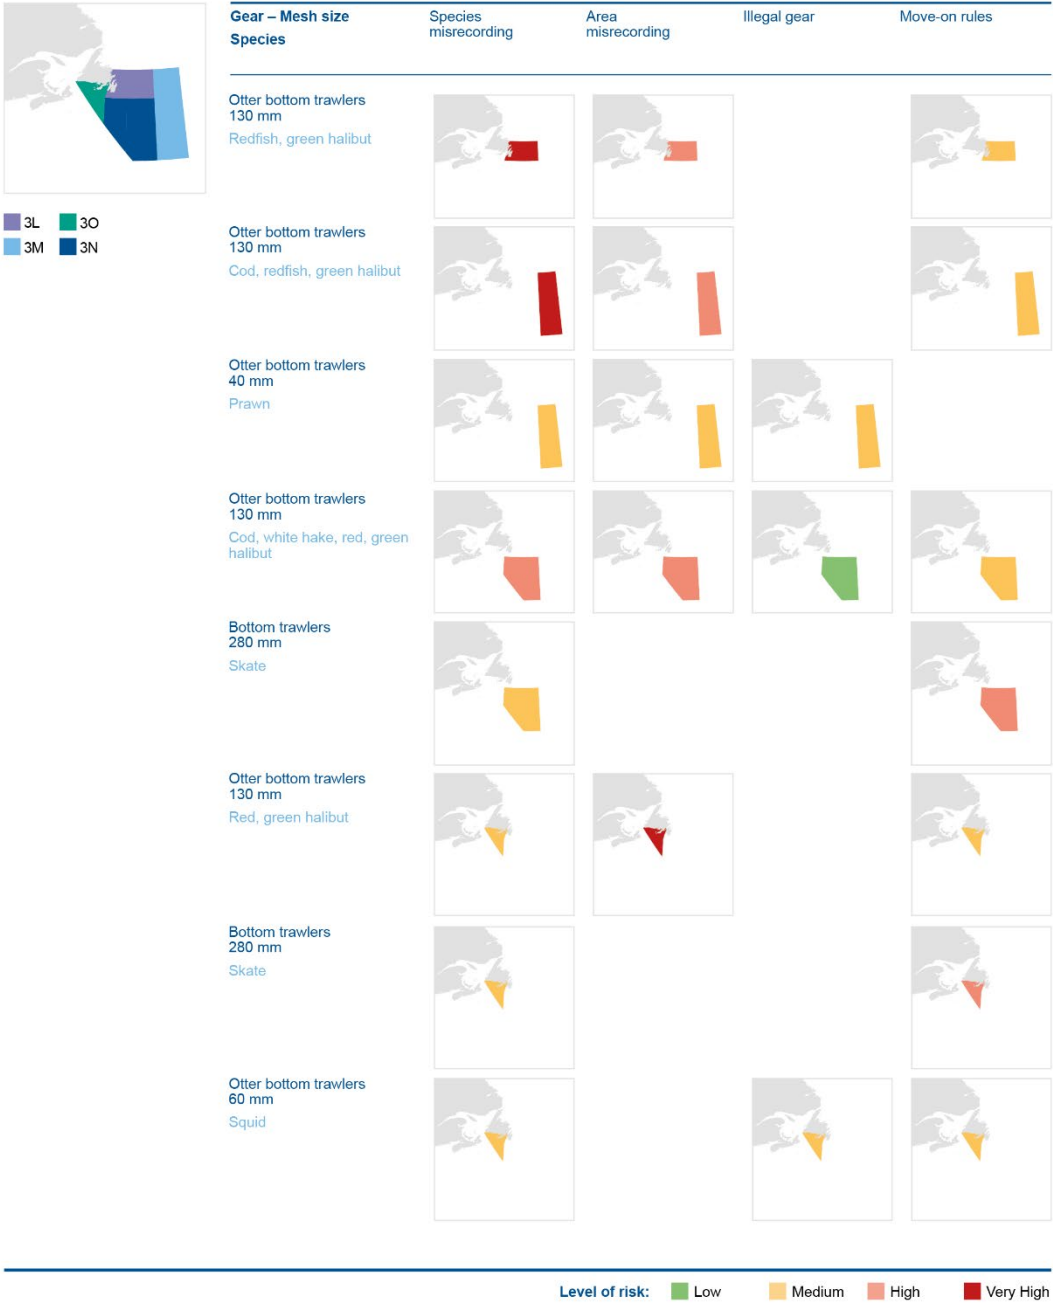 Gear – Mesh size
Species
Species
misrecording
Area
misrecording
Illegal gear
Move-on rules
3L
3O
3M
3N
Otter bottom trawlers
130 mm
Redfish, green halibut
Otter bottom trawlers
130 mm
Cod, redfish, green halibut
Otter bottom trawlers
40 mm
Prawn
Otter bottom trawlers
130 mm
Cod, white hake, red, green
halibut
Bottom trawlers
280 mm
Skate
Otter bottom trawlers
130 mm
Red, green halibut
Bottom trawlers
280 mm
Skate
Otter bottom trawlers
60 mm
Squid
Level of risk:
Low
Medium
High
Very High